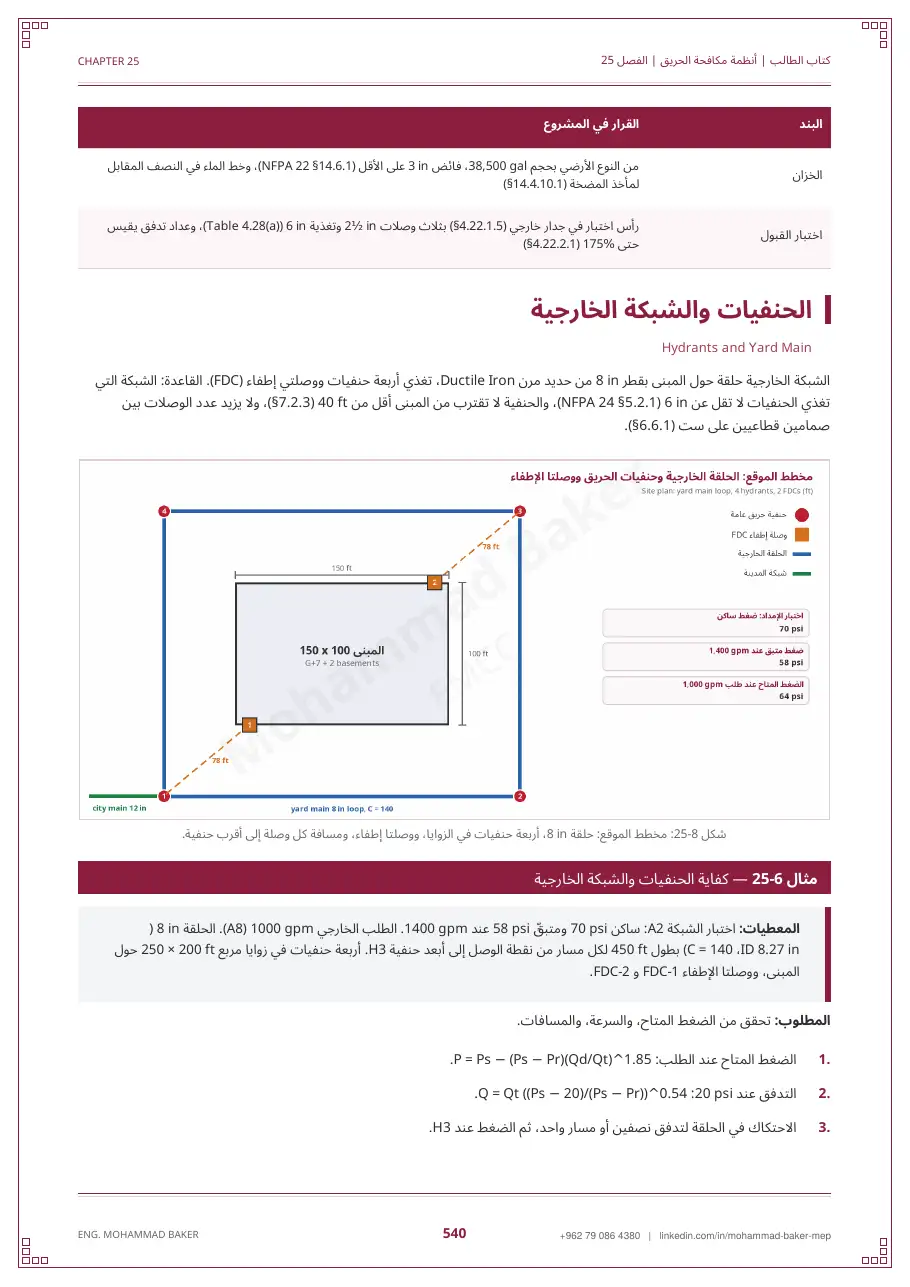 كتاب الطالب | أنظمة مكافحة الحريق | الفصل 25
CHAPTER 25
البند
القرار في المشروع
الخزان
من النوع الأرضي بحجم 38,500 gal، فائض 3 in على الأقل (NFPA 22 §14.6.1)، وخط الملء في النصف المقابل
لمأخذ المضخة (§14.4.10.1)
اختبار القبول
رأس اختبار في جدار خارجي (§4.22.1.5) بثلاث وصلات 2½ in وتغذية 6 in (Table 4.28(a))، وعداد تدفق يقيس
حتى 175% (§4.22.2.1)
الحنفيات والشبكة الخارجية
Hydrants and Yard Main
الشبكة الخارجية حلقة حول المبنى بقطر 8 in من حديد مرن Ductile Iron، تغذي أربعة حنفيات ووصلتي إطفاء (FDC). القاعدة: الشبكة التي
تغذي الحنفيات لا تقل عن 6 in (NFPA 24 §5.2.1)، والحنفية لا تقترب من المبنى أقل من 40 ft (§7.2.3)، ولا يزيد عدد الوصلات بين
صمامين قطاعيين على ست (§6.6.1).
مخطط الموقع: الحلقة الخارجية وحنفيات الحريق ووصلتا الإطفاء
Site plan: yard main loop, 4 hydrants, 2 FDCs (ft)
حنفية حريق عامة
وصلة إطفاء FDC
الحلقة الخارجية
شبكة المدينة
اختبار الإمداد: ضغط ساكن
70 psi
ضغط متبق عند 1,400 gpm
58 psi
الضغط المتاح عند طلب 1,000 gpm
64 psi
4
3
78 ft
150 ft
2
المبنى 150 x 100
G+7 + 2 basements
100 ft
1
78 ft
1
2
city main 12 in
yard main 8 in loop, C = 140
Mohammad Baker
شكل 8-25: مخطط الموقع: حلقة 8 in، أربعة حنفيات في الزوايا، ووصلتا إطفاء، ومسافة كل وصلة إلى أقرب حنفية.
مثال 6-25 — كفاية الحنفيات والشبكة الخارجية
المعطيات: اختبار الشبكة A2: ساكن 70 psi ومتبقّ 58 psi عند 1400 gpm. الطلب الخارجي 1000 gpm (A8). الحلقة 8 in (
ID 8.27 in، C = 140) بطول 450 ft لكل مسار من نقطة الوصل إلى أبعد حنفية H3. أربعة حنفيات في زوايا مربع 250 × 200 ft حول
المبنى، ووصلتا الإطفاء FDC-1 و FDC-2.
المطلوب: تحقق من الضغط المتاح، والسرعة، والمسافات.
1. الضغط المتاح عند الطلب: P = Ps − (Ps − Pr)(Qd/Qt)^1.85.
2. التدفق عند 20 psi: Q = Qt ((Ps − 20)/(Ps − Pr))^0.54.
3. الاحتكاك في الحلقة لتدفق نصفين أو مسار واحد، ثم الضغط عند H3.
ENG. MOHAMMAD BAKER
540
+962 79 086 4380 | linkedin.com/in/mohammad-baker-mep